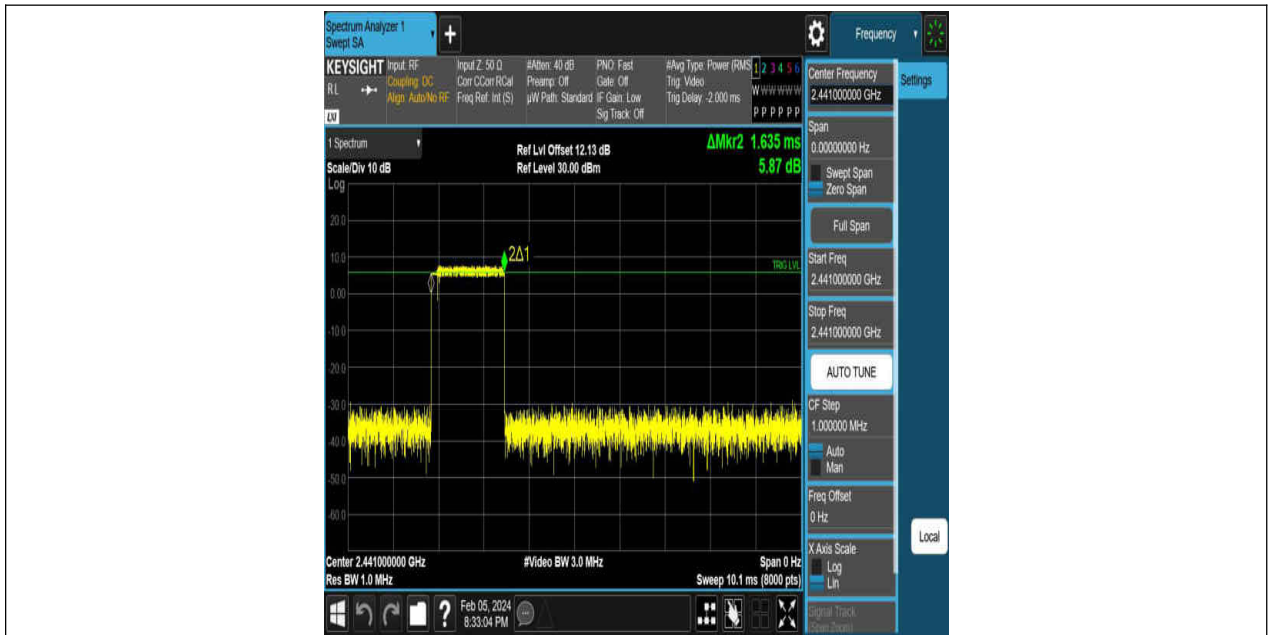 Spectrum Analyzer 1
Swept SA
+
Frequency
KEYSIGHT
RL
LXI
Input: RF
Coupling: DC
Align: Auto/No RF
Input Z: 50 Ω
Corr CCorr RCal
Freq Ref: Int (S)
#Atten: 40 dB
Preamp: Off
µW Path: Standard
PNO: Fast
Gate: Off
IF Gain: Low
Sig Track: Off
#Avg Type: Power (RMS
Trig: Video
Trig Delay: -2.000 ms
1 2 3 4 5 6
W W W W W W
P P P P P P
1 Spectrum
Scale/Div 10 dB
Log
Ref Lvl Offset 12.13 dB
Ref Level 30.00 dBm
ΔMkr2 1.635 ms
5.87 dB
20.0
10.0
0.00
-10.0
-20.0
-30.0
-40.0
-50.0
-60.0
2Δ1
TRIG LVL
Center 2.441000000 GHz
Res BW 1.0 MHz
#Video BW 3.0 MHz
Span 0 Hz
Sweep 10.1 ms (8000 pts)
Feb 05, 2024
8:33:04 PM
Center Frequency
2.441000000 GHz
Settings
Span
0.00000000 Hz
Swept Span
Zero Span
Full Span
Start Freq
2.441000000 GHz
Stop Freq
2.441000000 GHz
AUTO TUNE
CF Step
1.000000 MHz
Auto
Man
Freq Offset
0 Hz
X Axis Scale
Log
Lin
Local
Signal Track
(Span Zoom)